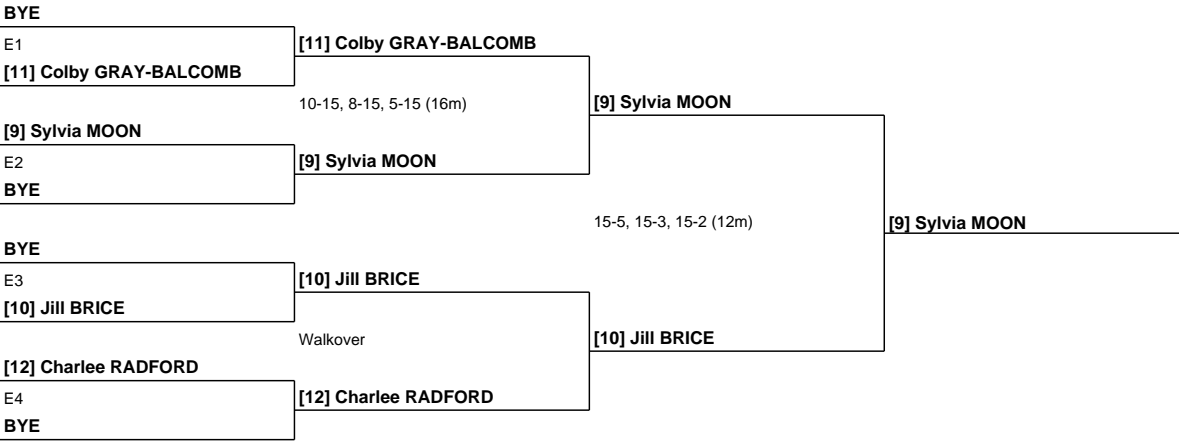 BYE
E1
[11] Colby GRAY-BALCOMB
[11] Colby GRAY-BALCOMB
10-15, 8-15, 5-15 (16m)
[9] Sylvia MOON
[9] Sylvia MOON
E2
BYE
[9] Sylvia MOON
15-5, 15-3, 15-2 (12m)
[9] Sylvia MOON
BYE
E3
[10] Jill BRICE
[10] Jill BRICE
Walkover
[10] Jill BRICE
[12] Charlee RADFORD
E4
BYE
[12] Charlee RADFORD